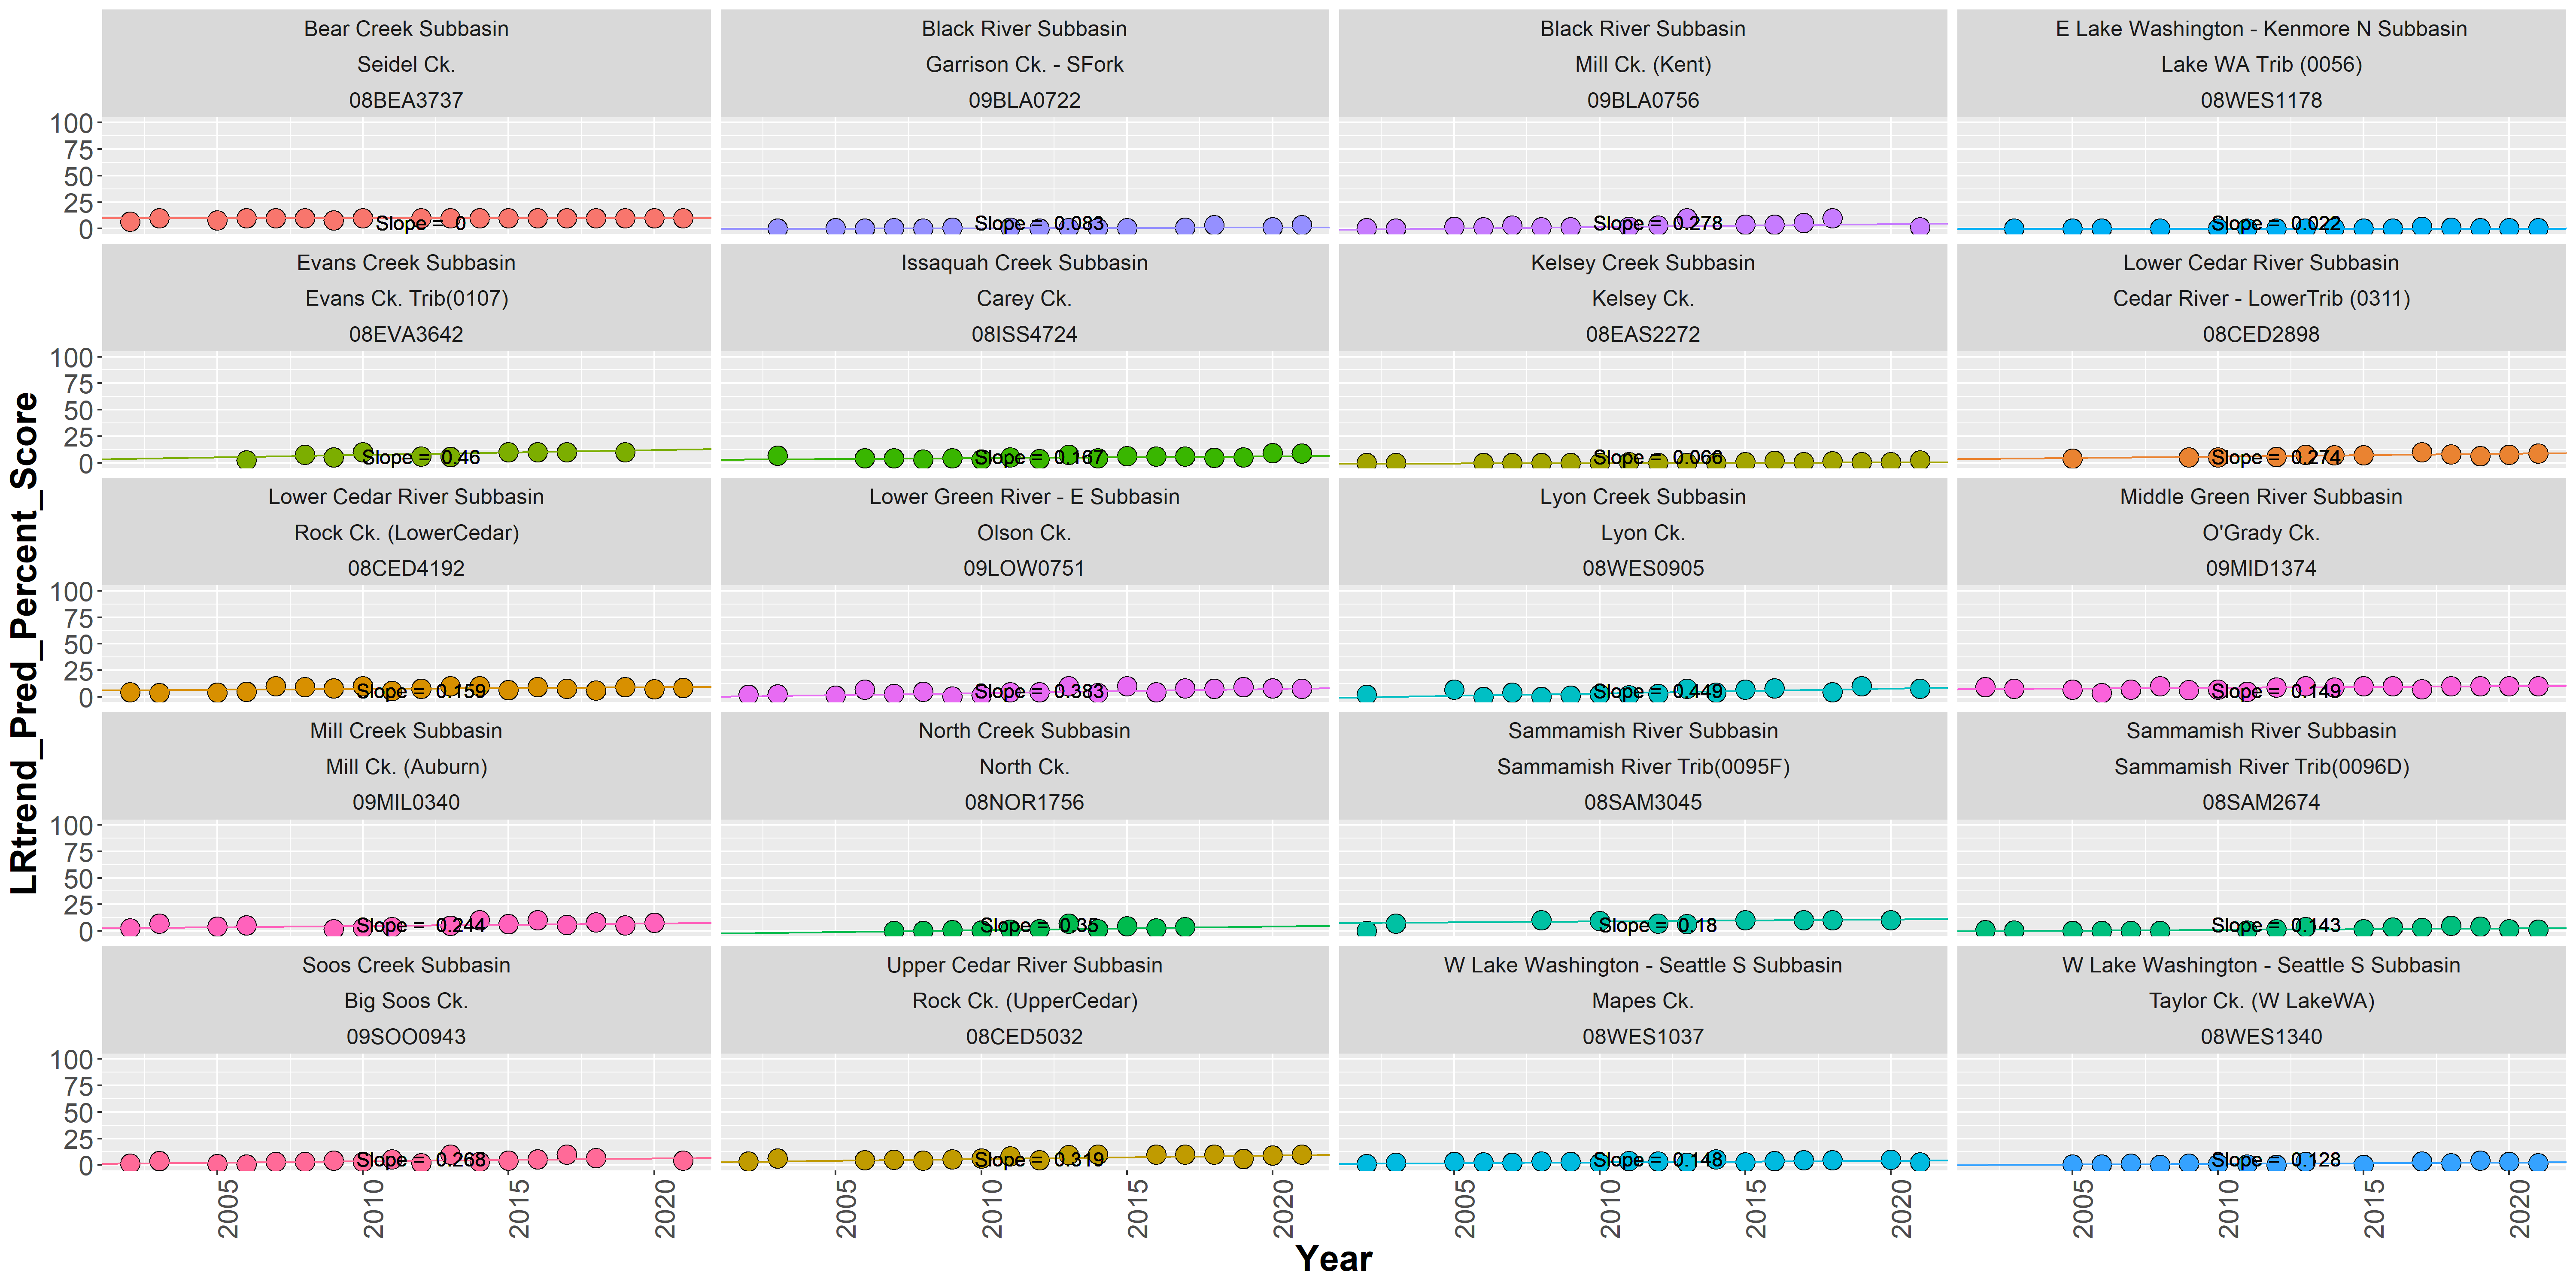 Bear Creek Subbasin
Seidel Ck.
08BEA3737
Black River Subbasin
Garrison Ck. - SFork
09BLA0722
Black River Subbasin
Mill Ck. (Kent)
09BLA0756
E Lake Washington - Kenmore N Subbasin
Lake WA Trib (0056)
08WES1178
100
75
50
25
0
Slope = 0
Slope = 0.083
Slope = 0.278
Slope = 0.022
Evans Creek Subbasin
Evans Ck. Trib(0107)
08EVA3642
Issaquah Creek Subbasin
Carey Ck.
08ISS4724
Kelsey Creek Subbasin
Kelsey Ck.
08EAS2272
Lower Cedar River Subbasin
Cedar River - LowerTrib (0311)
08CED2898
100
75
50
25
0
Slope = 0.46
Slope = 0.167
Slope = 0.066
Slope = 0.274
Lower Cedar River Subbasin
Rock Ck. (LowerCedar)
08CED4192
Lower Green River - E Subbasin
Olson Ck.
09LOW0751
Lyon Creek Subbasin
Lyon Ck.
08WES0905
Middle Green River Subbasin
O'Grady Ck.
09MID1374
100
75
50
25
0
Slope = 0.159
Slope = 0.383
Slope = 0.449
Slope = 0.149
Mill Creek Subbasin
Mill Ck. (Auburn)
09MIL0340
North Creek Subbasin
North Ck.
08NOR1756
Sammamish River Subbasin
Sammamish River Trib(0095F)
08SAM3045
Sammamish River Subbasin
Sammamish River Trib(0096D)
08SAM2674
100
75
50
25
0
Slope = 0.244
Slope = 0.35
Slope = 0.18
Slope = 0.143
Soos Creek Subbasin
Big Soos Ck.
09SOO0943
Upper Cedar River Subbasin
Rock Ck. (UpperCedar)
08CED5032
W Lake Washington - Seattle S Subbasin
Mapes Ck.
08WES1037
W Lake Washington - Seattle S Subbasin
Taylor Ck. (W LakeWA)
08WES1340
100
75
50
25
0
Slope = 0.268
Slope = 0.319
Slope = 0.148
Slope = 0.128
2005
2010
2015
2020
2005
2010
2015
2020
2005
2010
2015
2020
2005
2010
2015
2020
Year
LRtrend_Pred_Percent_Score